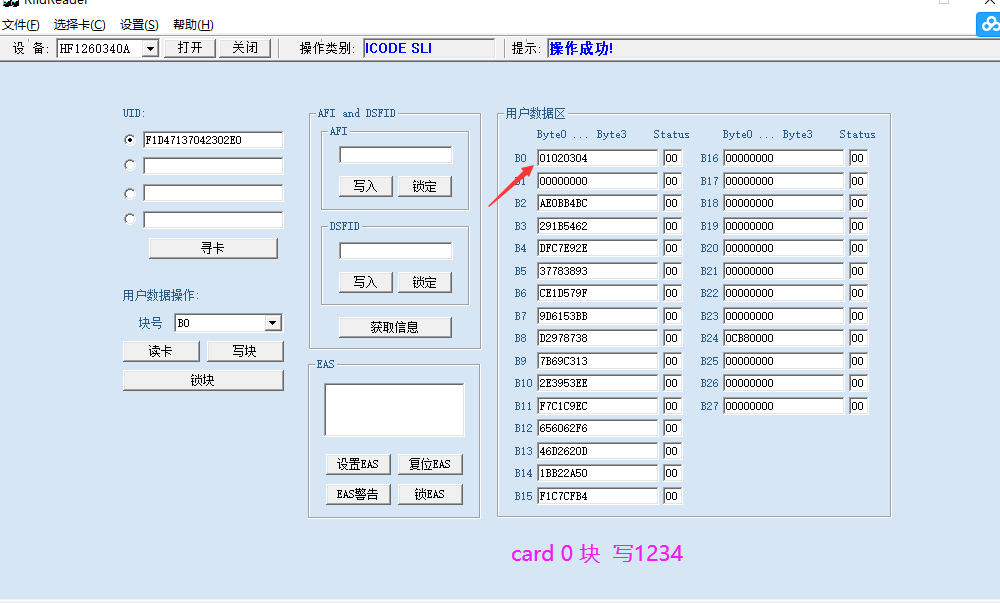 RfidReader
文件(F) 选择卡(C) 设置(S) 帮助(H)
设 备: HF1260340A 打开 关闭 操作类别: ICODE SLI 提示: 操作成功!
UID:
F1D47137042302E0
寻卡
用户数据操作:
块号 B0
读卡 写块
锁块
AFI and DSFID
AFI
写入 锁定
DSFID
写入 锁定
获取信息
EAS
设置EAS 复位EAS
EAS警告 锁EAS
用户数据区
Byte0 ... Byte3 Status Byte0 ... Byte3 Status
B0 01020304 00 B16 00000000 00
B1 00000000 00 B17 00000000 00
B2 AE0BB4BC 00 B18 00000000 00
B3 291B5462 00 B19 00000000 00
B4 DFC7E92E 00 B20 00000000 00
B5 37783893 00 B21 00000000 00
B6 CE1D579F 00 B22 00000000 00
B7 9D6153BB 00 B23 00000000 00
B8 D2978738 00 B24 0CB80000 00
B9 7B69C313 00 B25 00000000 00
B10 2E3953EE 00 B26 00000000 00
B11 F7C1C9EC 00 B27 00000000 00
B12 656062F6 00
B13 46D2620D 00
B14 1BB22A50 00
B15 F1C7CFB4 00
card 0 块 写1234